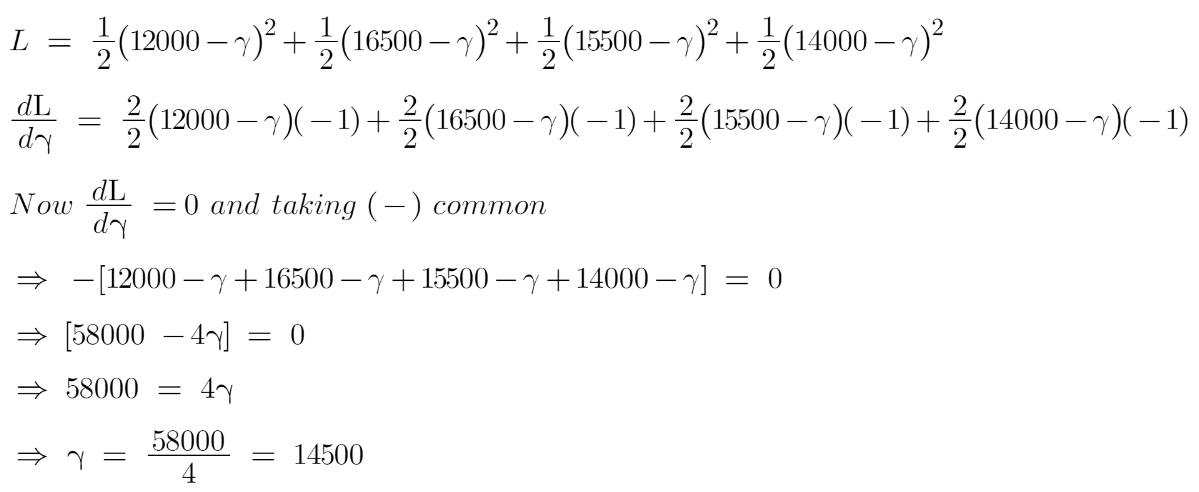 L = 1/2(12000 − γ)² + 1/2(16500 − γ)² + 1/2(15500 − γ)² + 1/2(14000 − γ)²
dL/dγ = 2/2(12000 − γ)(−1) + 2/2(16500 − γ)(−1) + 2/2(15500 − γ)(−1) + 2/2(14000 − γ)(−1)
Now dL/dγ = 0 and taking (−) common
⇒ −[12000 − γ + 16500 − γ + 15500 − γ + 14000 − γ] = 0
⇒ [58000 − 4γ] = 0
⇒ 58000 = 4γ
⇒ γ = 58000/4 = 14500